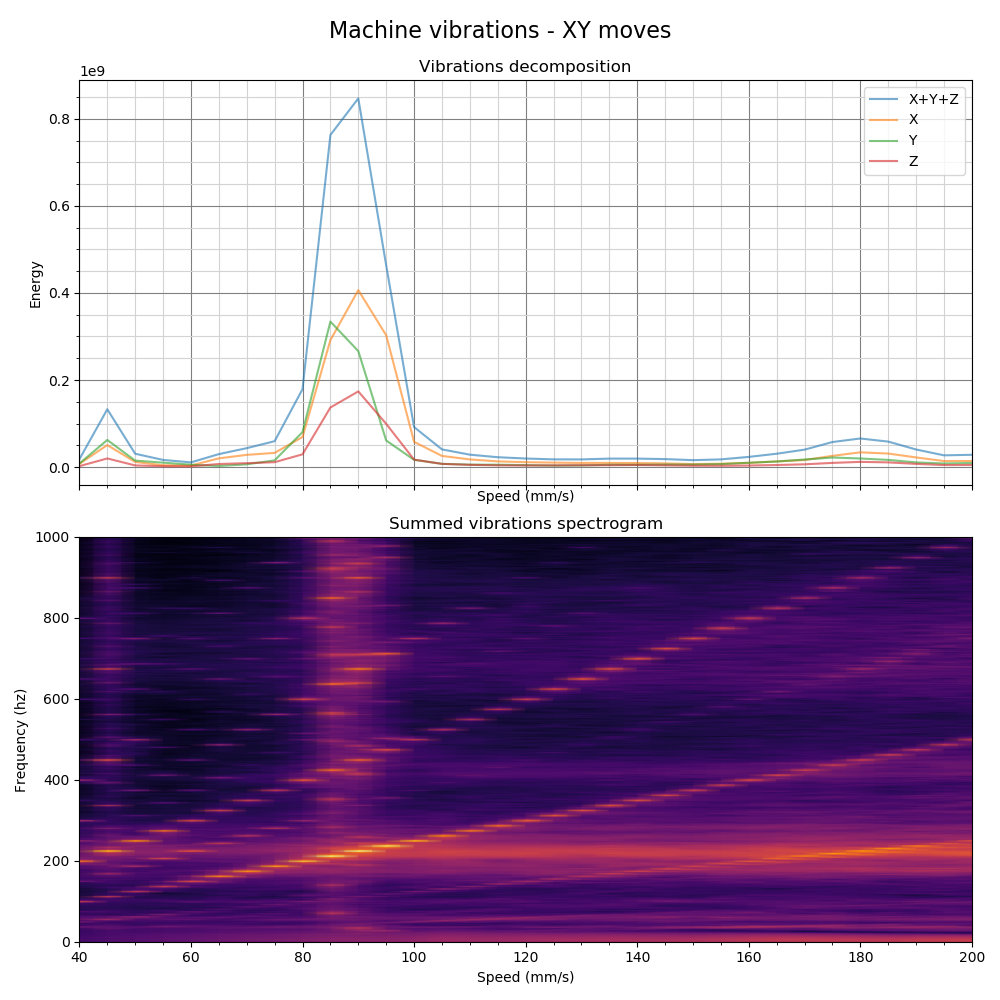 Machine vibrations - XY moves
Vibrations decomposition
1e9
X+Y+Z
X
Y
Z
0.8
0.6
0.4
0.2
0.0
Energy
Speed (mm/s)
Summed vibrations spectrogram
1000
800
600
400
200
0
Frequency (hz)
40 60 80 100 120 140 160 180 200
Speed (mm/s)